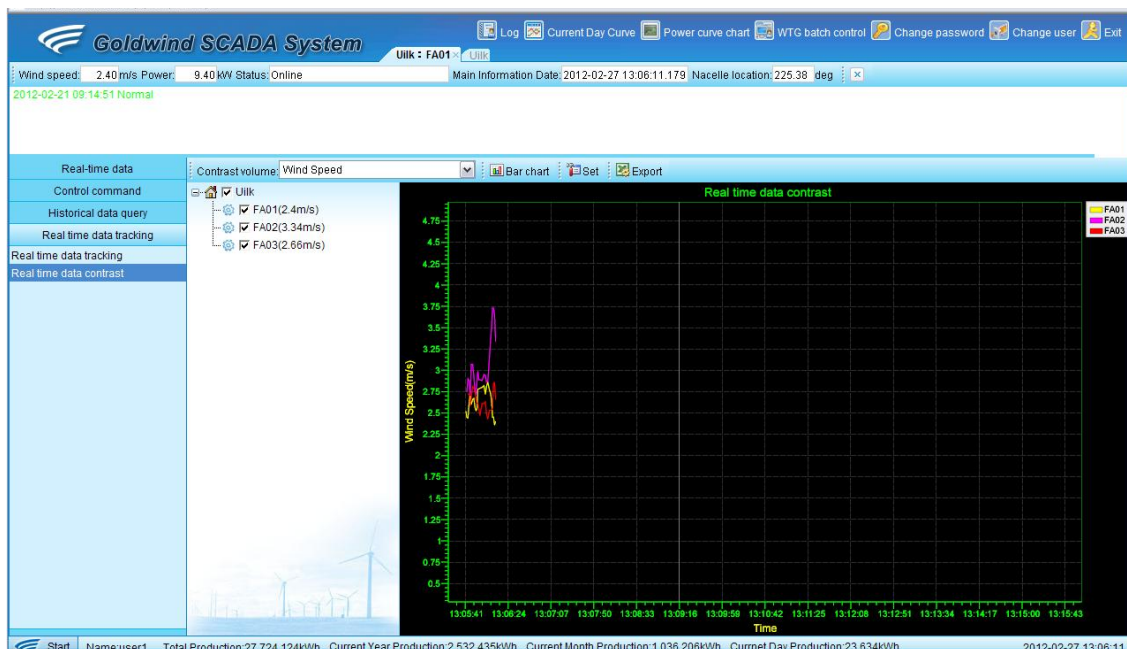 Log Current Day Curve Power curve chart WTG batch control Change password Change user Exit
Goldwind SCADA System
Uilk : FA01 Uilk
Wind speed: 2.40 m/s Power: 9.40 kW Status: Online Main Information Date: 2012-02-27 13:06:11.179 Nacelle location: 225.38 deg
2012-02-21 09:14:51 Normal
Real-time data
Control command
Historical data query
Real time data tracking
Real time data tracking
Real time data contrast
Contrast volume: Wind Speed Bar chart Set Export
Uilk
FA01(2.4m/s)
FA02(3.34m/s)
FA03(2.66m/s)
Real time data contrast
FA01
FA02
FA03
4.75
4.5
4.25
4
3.75
3.5
3.25
3
2.75
2.5
2.25
2
1.75
1.5
1.25
1
0.75
0.5
Wind Speed(m/s)
13:05:41 13:06:24 13:07:07 13:07:50 13:08:33 13:09:16 13:09:59 13:10:42 13:11:25 13:12:08 13:12:51 13:13:34 13:14:17 13:15:00 13:15:43
Time
Start Name:user1 Total Production:27,724,124kWh Current Year Production:2,532,435kWh Current Month Production:1,036,206kWh Currnet Day Production:23,634kWh 2012-02-27 13:06:11